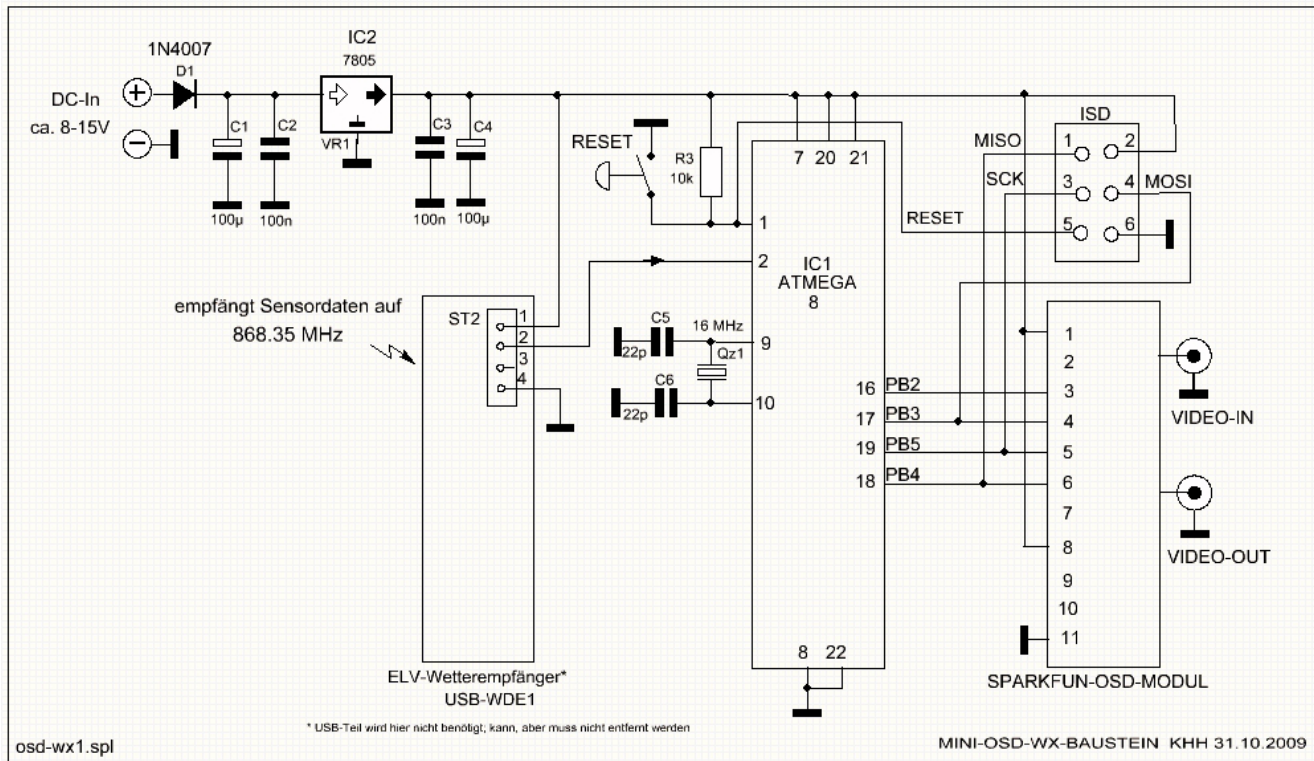 1N4007
D1
DC-In
ca. 8-15V
IC2
7805
VR1
C1
C2
C3
C4
100µ
100n
100n
100µ
RESET
R3
10k
7 20 21
1
2
9
10
IC1
ATMEGA
8
16 PB2
17 PB3
19 PB5
18 PB4
8 22
ISD
MISO 1 2
SCK 3 4 MOSI
RESET 5 6
empfängt Sensordaten auf
868.35 MHz
ST2
1
2
3
4
C5
22p
16 MHz
Qz1
C6
22p
1
2
3
4
5
6
7
8
9
10
11
VIDEO-IN
VIDEO-OUT
SPARKFUN-OSD-MODUL
ELV-Wetterempfänger*
USB-WDE1
* USB-Teil wird hier nicht benötigt; kann, aber muss nicht entfernt werden
osd-wx1.spl
MINI-OSD-WX-BAUSTEIN KHH 31.10.2009